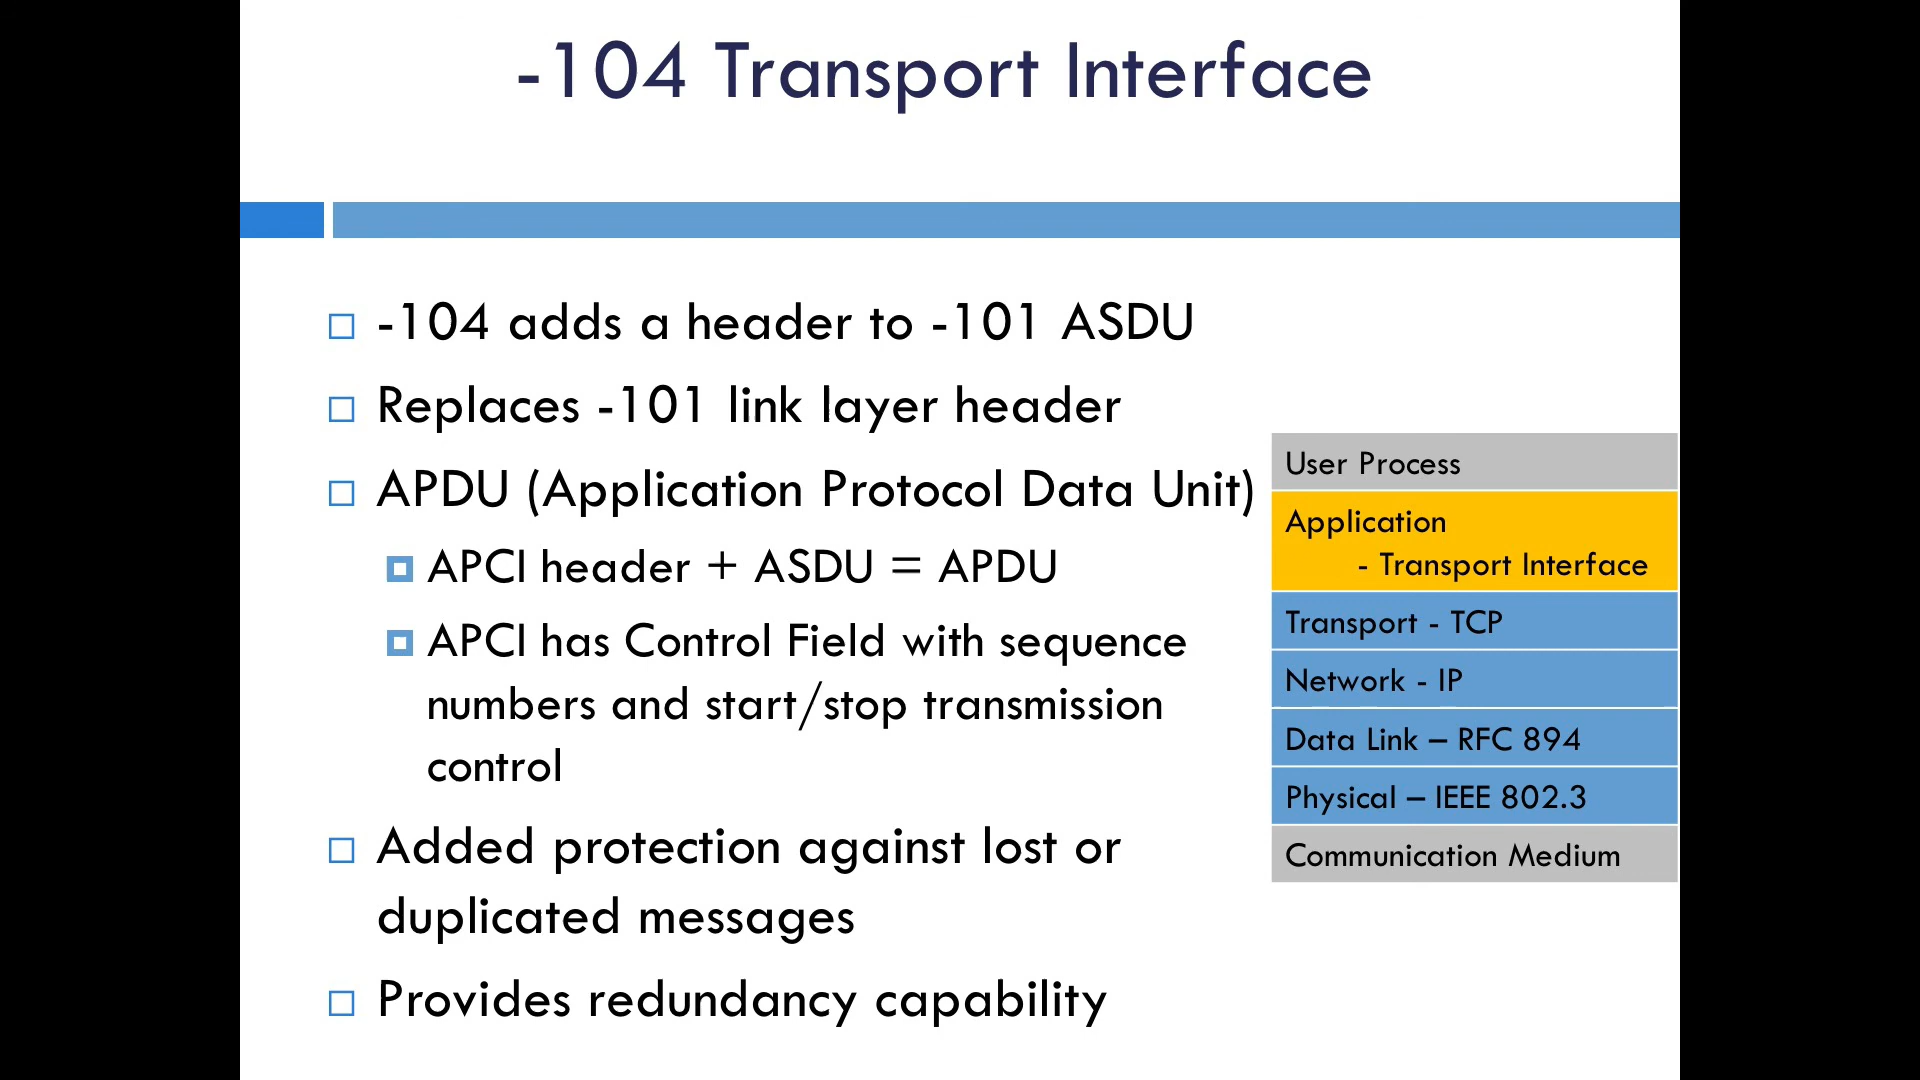 -104 Transport Interface
-104 adds a header to -101 ASDU
Replaces -101 link layer header
APDU (Application Protocol Data Unit)
APCI header + ASDU = APDU
APCI has Control Field with sequence
numbers and start/stop transmission
control
Added protection against lost or
duplicated messages
Provides redundancy capability
User Process
Application
- Transport Interface
Transport - TCP
Network - IP
Data Link – RFC 894
Physical – IEEE 802.3
Communication Medium